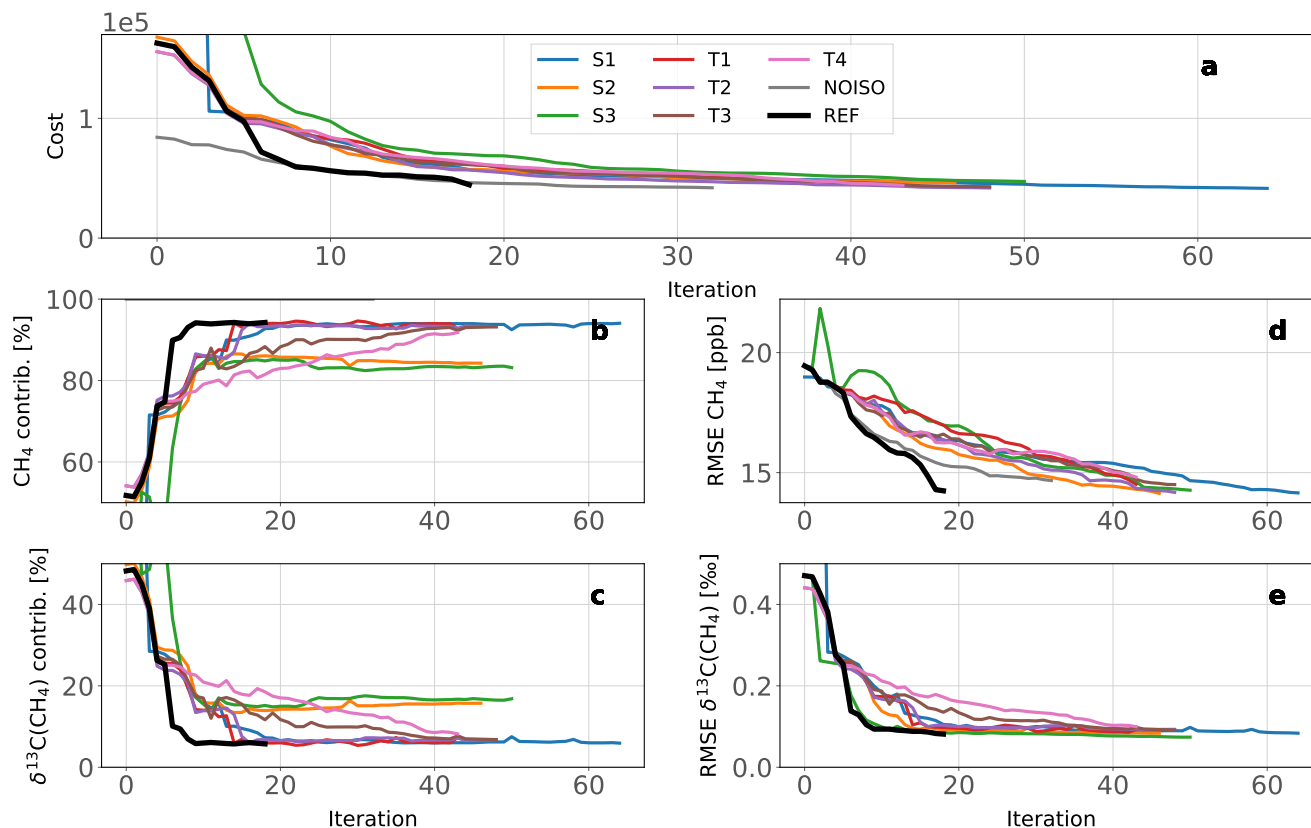 1e5
a
S1 T1 T4
S2 T2 NOISO
S3 T3 REF
Cost
1
0
0 10 20 30 40 50 60
Iteration
b
CH₄ contrib. [%]
100
80
60
0 20 40 60
d
RMSE CH₄ [ppb]
20
15
0 20 40 60
c
δ¹³C(CH₄) contrib. [%]
40
20
0
0 20 40 60
Iteration
e
RMSE δ¹³C(CH₄) [‰]
0.4
0.2
0.0
0 20 40 60
Iteration